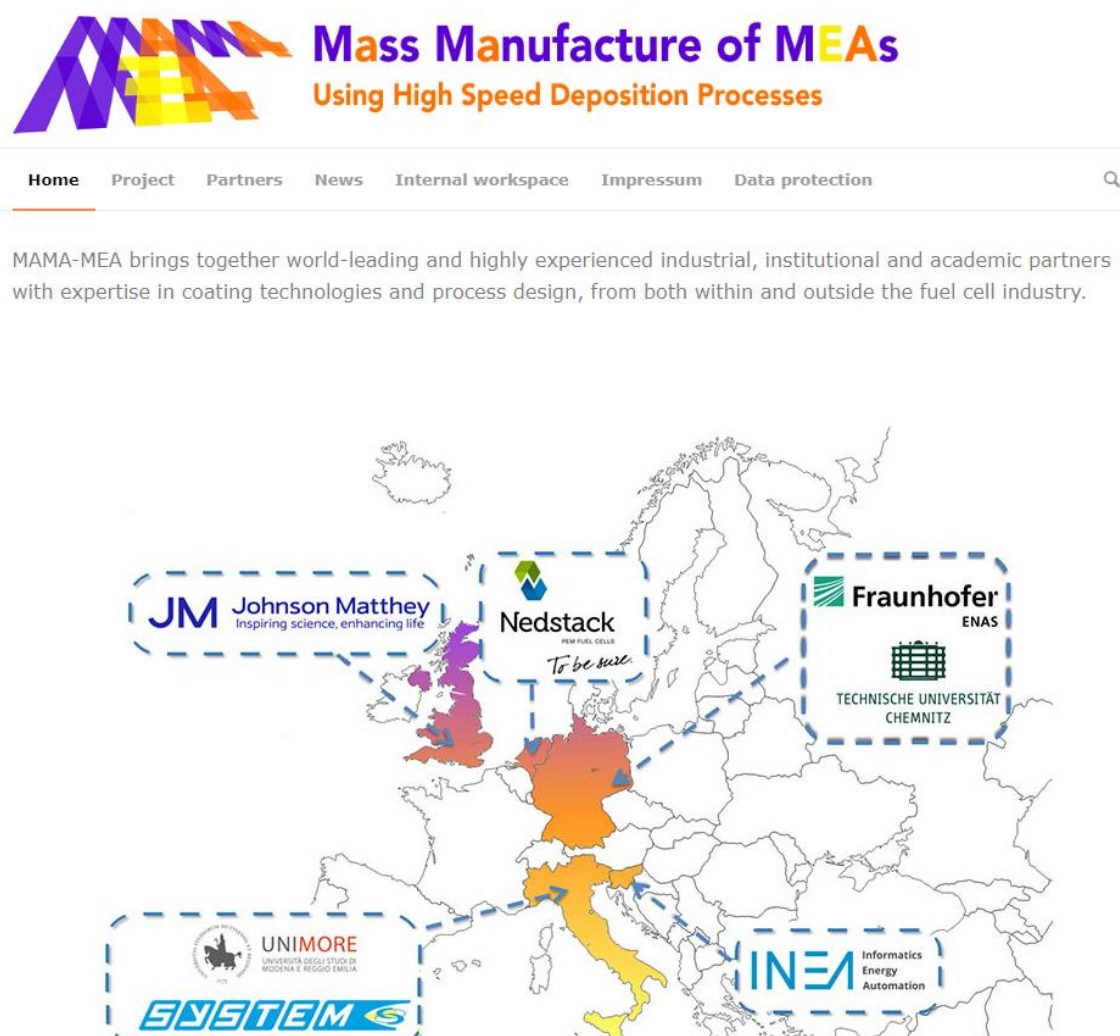 MAMA
MEA
Mass Manufacture of MEAs
Using High Speed Deposition Processes
Home Project Partners News Internal workspace Impressum Data protection
MAMA-MEA brings together world-leading and highly experienced industrial, institutional and academic partners
with expertise in coating technologies and process design, from both within and outside the fuel cell industry.
JM Johnson Matthey
Inspiring science, enhancing life
Nedstack
PEM FUEL CELLS
To be sure.
Fraunhofer
ENAS
TECHNISCHE UNIVERSITÄT
CHEMNITZ
UNIMORE
UNIVERSITÀ DEGLI STUDI DI
MODENA E REGGIO EMILIA
1175
SYSTEM S
INEA
Informatics
Energy
Automation